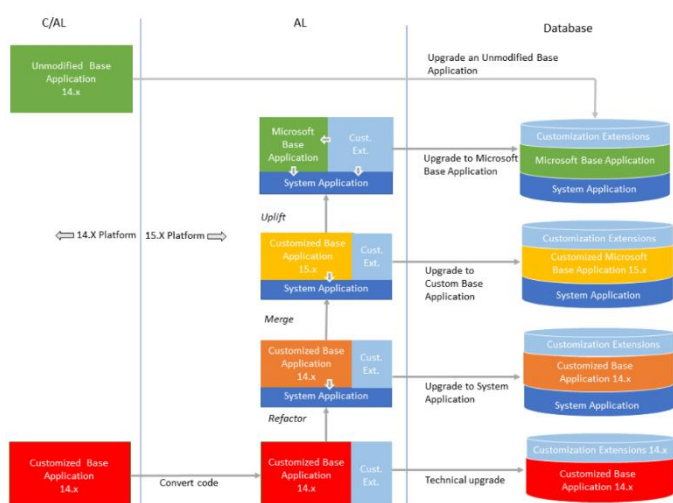 C/AL
AL
Database
Unmodified Base
Application
14.x
Upgrade an Unmodified Base
Application
Microsoft
Base
Application
Cust.
Ext.
System Application
Upgrade to Microsoft
Base Application
Customization Extensions
Microsoft Base Application
System Application
Uplift
14.X Platform
15.X Platform
Customized Base
Application
15.x
Cust.
Ext.
System Application
Upgrade to
Custom Base
Application
Customization Extensions
Customized Microsoft
Base Application 15.x
System Application
Merge
Customized Base
Application
14.x
Cust.
Ext.
System Application
Upgrade to System
Application
Customization Extensions
Customized Base
Application 14.x
System Application
Refactor
Customized Base
Application
14.x
Convert code
Customized Base
Application
14.x
Cust.
Ext.
Technical upgrade
Customization Extensions 14.x
Customized Base
Application 14.x